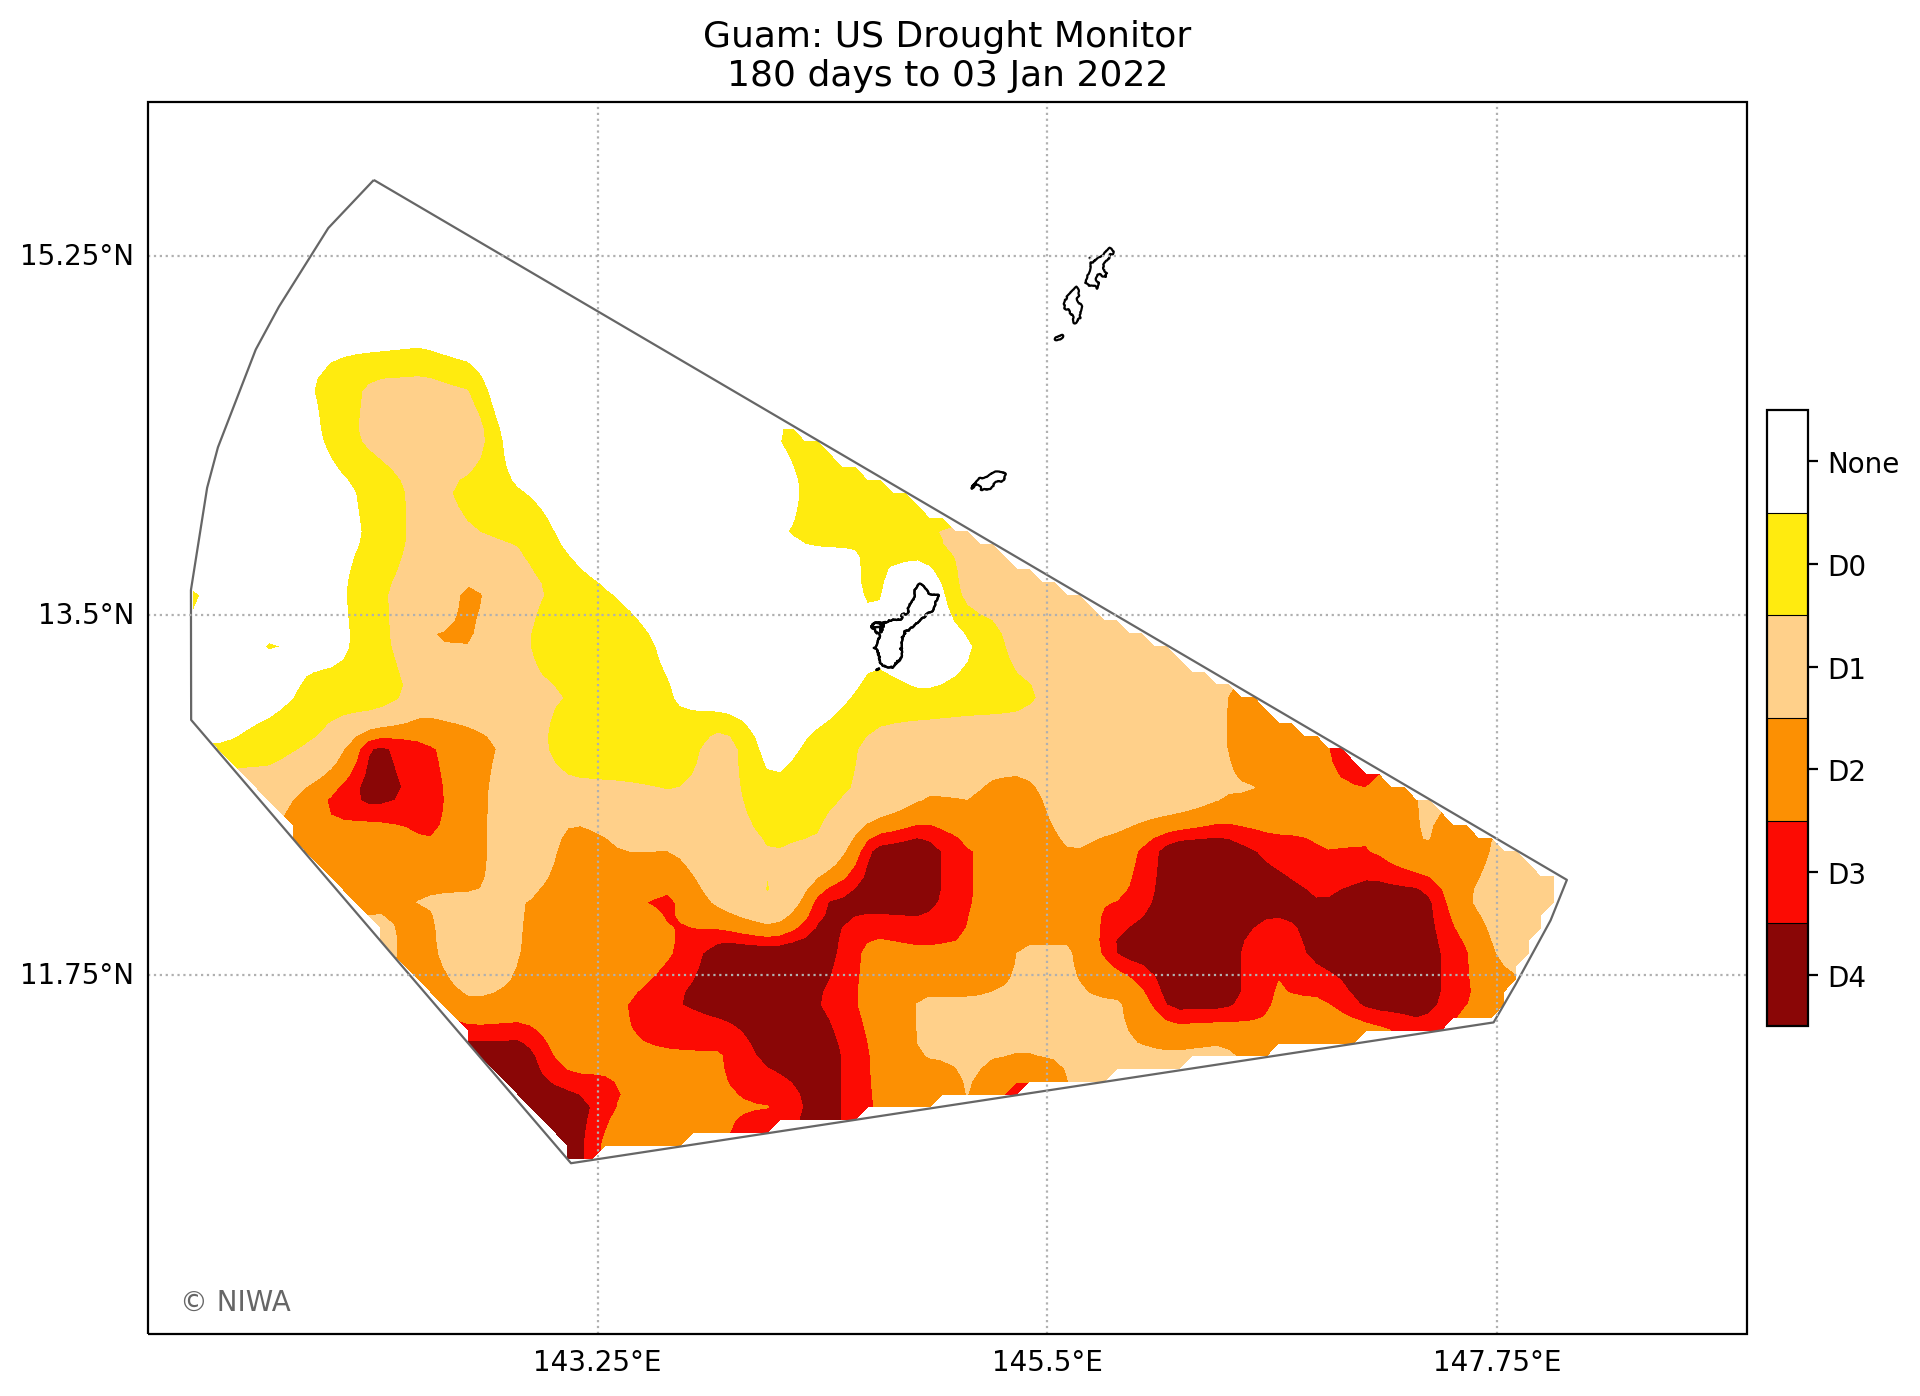 Guam: US Drought Monitor
180 days to 03 Jan 2022
15.25°N
13.5°N
11.75°N
143.25°E
145.5°E
147.75°E
None
D0
D1
D2
D3
D4
© NIWA